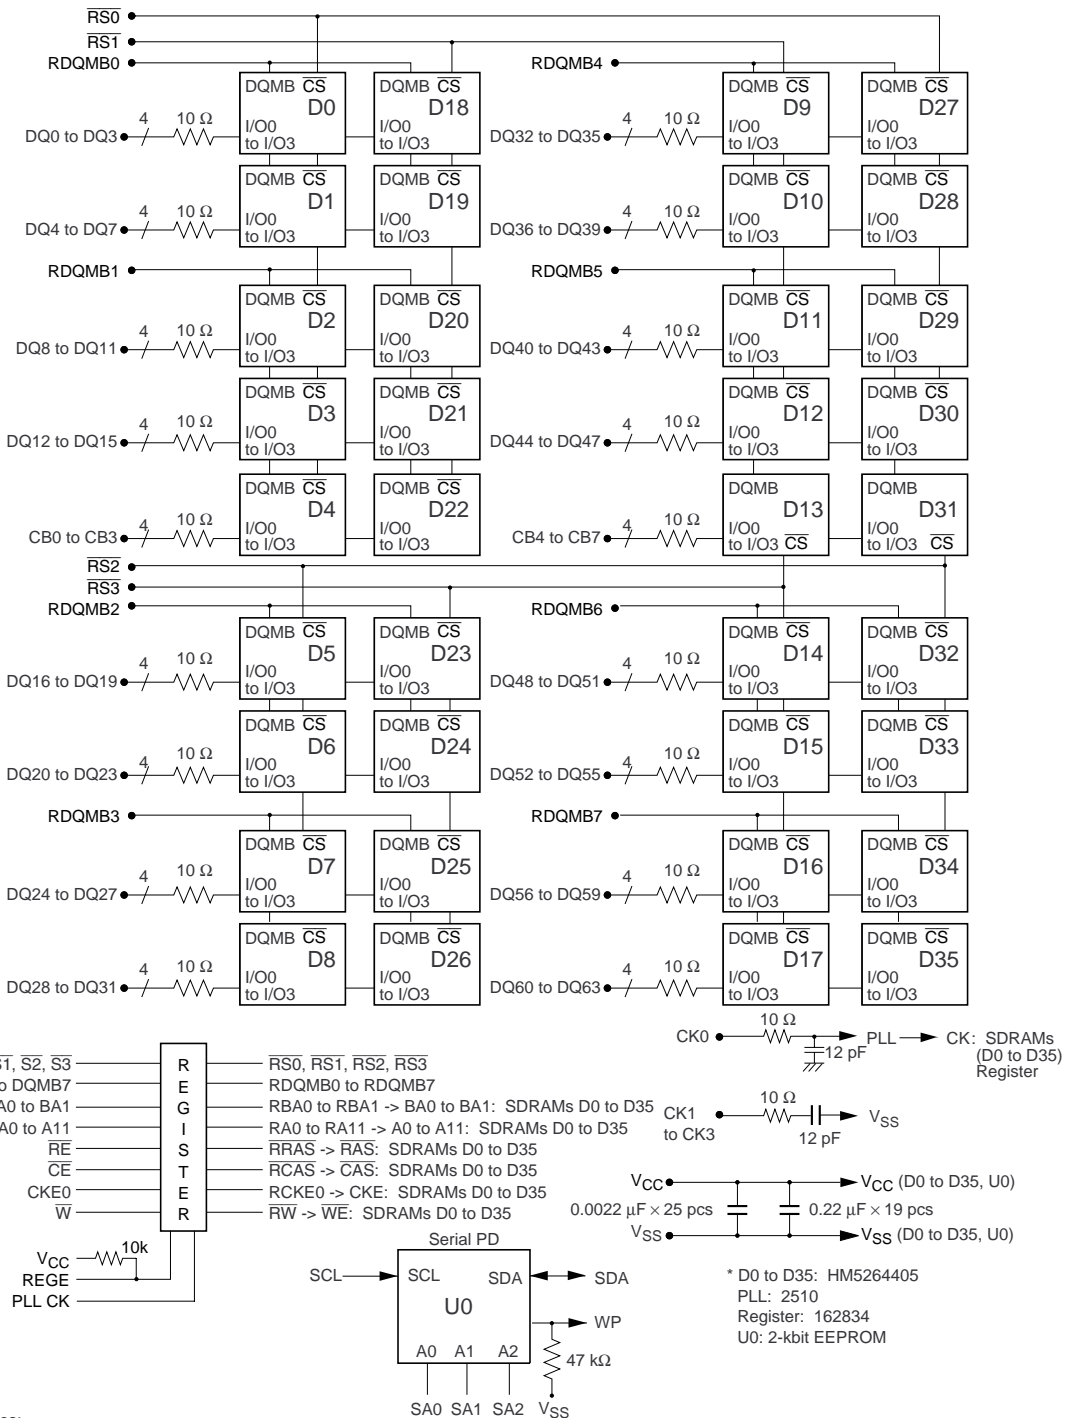 RS0
RS1
RDQMB0 RDQMB4
DQMB CS DQMB CS DQMB CS DQMB CS
D0 D18 D9 D27
DQ0 to DQ3 4 10 Ω I/O0 to I/O3 I/O0 to I/O3 DQ32 to DQ35 4 10 Ω I/O0 to I/O3 I/O0 to I/O3
DQMB CS DQMB CS DQMB CS DQMB CS
D1 D19 D10 D28
DQ4 to DQ7 4 10 Ω I/O0 to I/O3 I/O0 to I/O3 DQ36 to DQ39 4 10 Ω I/O0 to I/O3 I/O0 to I/O3
RDQMB1 RDQMB5
DQMB CS DQMB CS DQMB CS DQMB CS
D2 D20 D11 D29
DQ8 to DQ11 4 10 Ω I/O0 to I/O3 I/O0 to I/O3 DQ40 to DQ43 4 10 Ω I/O0 to I/O3 I/O0 to I/O3
DQMB CS DQMB CS DQMB CS DQMB CS
D3 D21 D12 D30
DQ12 to DQ15 4 10 Ω I/O0 to I/O3 I/O0 to I/O3 DQ44 to DQ47 4 10 Ω I/O0 to I/O3 I/O0 to I/O3
DQMB CS DQMB CS DQMB DQMB
D4 D22 D13 D31
CB0 to CB3 4 10 Ω I/O0 to I/O3 I/O0 to I/O3 CB4 to CB7 4 10 Ω I/O0 to I/O3 CS I/O0 to I/O3 CS
RS2
RS3
RDQMB2 RDQMB6
DQMB CS DQMB CS DQMB CS DQMB CS
D5 D23 D14 D32
DQ16 to DQ19 4 10 Ω I/O0 to I/O3 I/O0 to I/O3 DQ48 to DQ51 4 10 Ω I/O0 to I/O3 I/O0 to I/O3
DQMB CS DQMB CS DQMB CS DQMB CS
D6 D24 D15 D33
DQ20 to DQ23 4 10 Ω I/O0 to I/O3 I/O0 to I/O3 DQ52 to DQ55 4 10 Ω I/O0 to I/O3 I/O0 to I/O3
RDQMB3 RDQMB7
DQMB CS DQMB CS DQMB CS DQMB CS
D7 D25 D16 D34
DQ24 to DQ27 4 10 Ω I/O0 to I/O3 I/O0 to I/O3 DQ56 to DQ59 4 10 Ω I/O0 to I/O3 I/O0 to I/O3
DQMB CS DQMB CS DQMB CS DQMB CS
D8 D26 D17 D35
DQ28 to DQ31 4 10 Ω I/O0 to I/O3 I/O0 to I/O3 DQ60 to DQ63 4 10 Ω I/O0 to I/O3 I/O0 to I/O3
S2, S3 RS0, RS1, RS2, RS3
to DQMB7 RDQMB0 to RDQMB7
to BA1 RBA0 to RBA1 -> BA0 to BA1: SDRAMs D0 to D35
to A11 RA0 to RA11 -> A0 to A11: SDRAMs D0 to D35
RE RRAS -> RAS: SDRAMs D0 to D35
CE RCAS -> CAS: SDRAMs D0 to D35
CKE0 RCKE0 -> CKE: SDRAMs D0 to D35
W RW -> WE: SDRAMs D0 to D35
REGISTER
VCC 10k
REGE
PLL CK
CK0 10 Ω 12 pF PLL CK: SDRAMs
(D0 to D35)
Register
CK1 to CK3 10 Ω 12 pF VSS
VCC VCC (D0 to D35, U0)
0.0022 µF × 25 pcs 0.22 µF × 19 pcs
VSS VSS (D0 to D35, U0)
Serial PD
SCL SCL SDA SDA
U0
WP
A0 A1 A2 47 kΩ
SA0 SA1 SA2 VSS
* D0 to D35: HM5264405
PLL: 2510
Register: 162834
U0: 2-kbit EEPROM